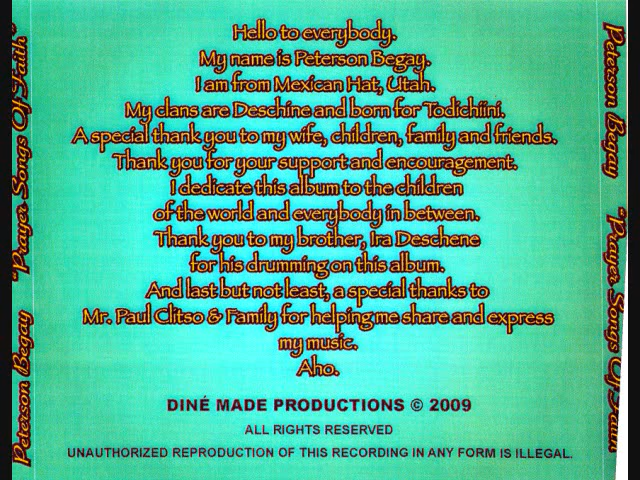 Hello to everybody.
My name is Peterson Begay.
I am from Mexican Hat, Utah.
My clans are Deschine and born for Todichiini.
A special thank you to my wife, children, family and friends.
Thank you for your support and encouragement.
I dedicate this album to the children
of the world and everybody in between.
Thank you to my brother, Ira Deschene
for his drumming on this album.
And last but not least, a special thanks to
Mr. Paul Clitso & Family for helping me share and express
my music.
Aho.
DINÉ MADE PRODUCTIONS © 2009
ALL RIGHTS RESERVED
UNAUTHORIZED REPRODUCTION OF THIS RECORDING IN ANY FORM IS ILLEGAL.
Peterson Begay "Prayer Songs Of Faith"
Peterson Begay "Prayer Songs Of Faith